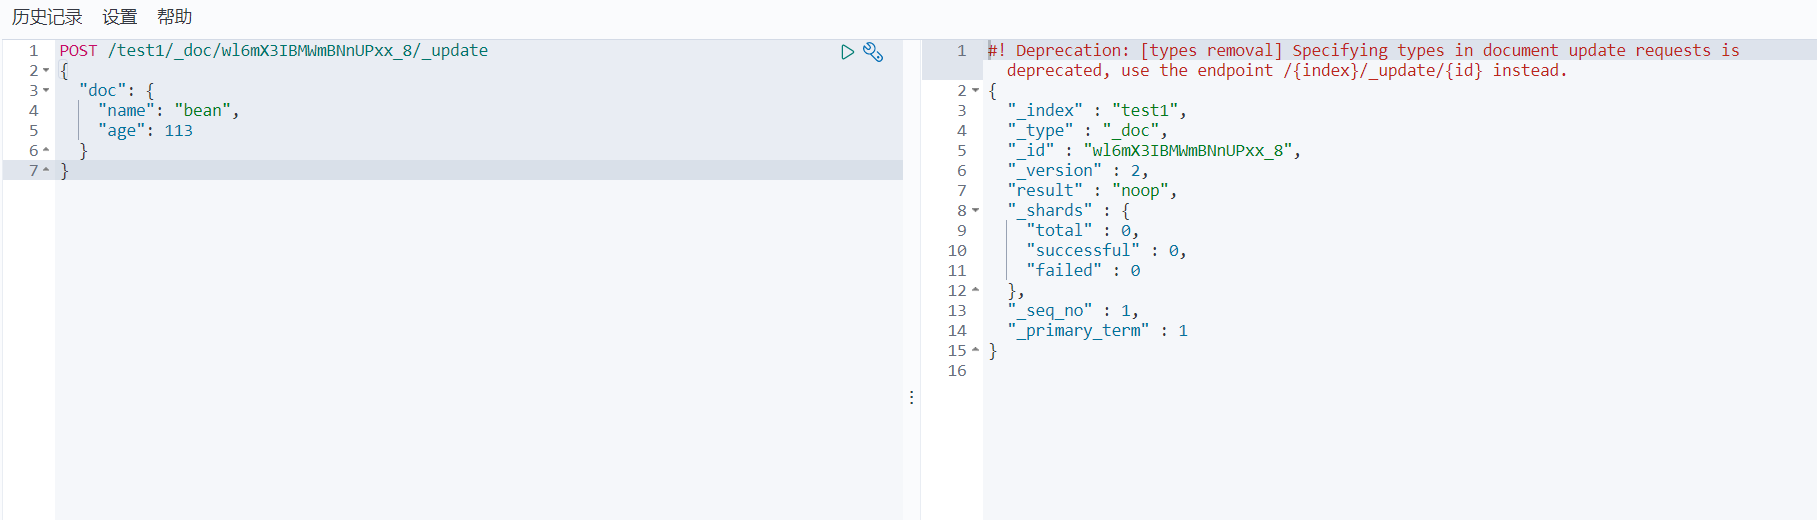 历史记录 设置 帮助
1 POST /test1/_doc/wl6mX3IBMWmBNnUPxx_8/_update
2 {
3 "doc": {
4 "name": "bean",
5 "age": 113
6 }
7 }
1 #! Deprecation: [types removal] Specifying types in document update requests is
deprecated, use the endpoint /{index}/_update/{id} instead.
2 {
3 "_index" : "test1",
4 "_type" : "_doc",
5 "_id" : "wl6mX3IBMWmBNnUPxx_8",
6 "_version" : 2,
7 "result" : "noop",
8 "_shards" : {
9 "total" : 0,
10 "successful" : 0,
11 "failed" : 0
12 },
13 "_seq_no" : 1,
14 "_primary_term" : 1
15 }
16